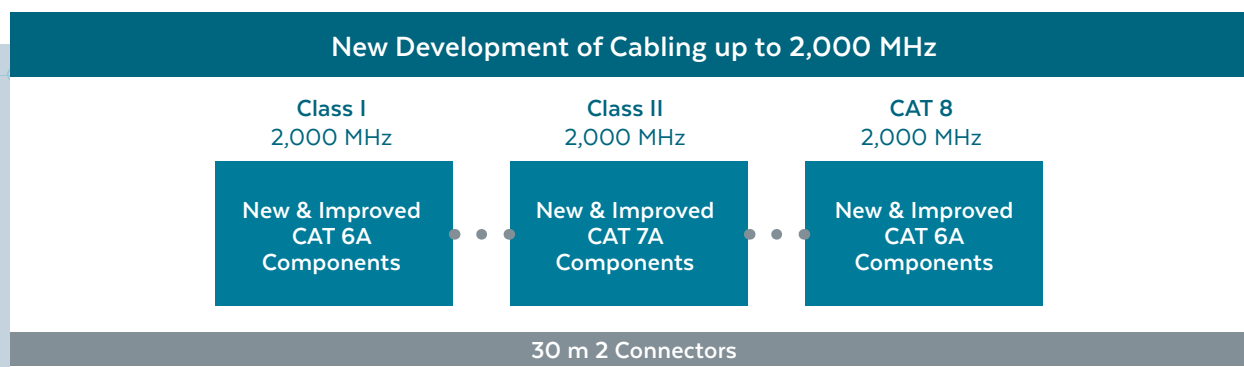 New Development of Cabling up to 2,000 MHz
Class I
2,000 MHz
New & Improved
CAT 6A
Components
Class II
2,000 MHz
New & Improved
CAT 7A
Components
CAT 8
2,000 MHz
New & Improved
CAT 6A
Components
30 m 2 Connectors